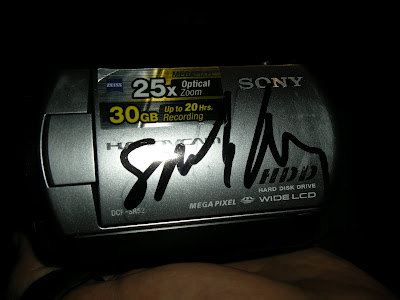 ZEISS
25x Optical Zoom
SONY
30GB Up to 20 Hrs. Recording
HANDYCAM
HDD
HARD DISK DRIVE
MEGA PIXEL WIDE LCD